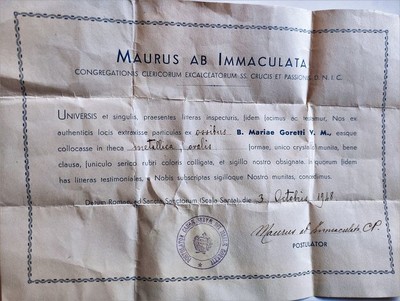 MAURUS AB IMMACULATA
CONGREGATIONIS CLERICORUM EXCALCEATORUM SS. CRUCIS ET PASSIONIS D. N. I. C.
UNIVERSIS et singulis, praesentes litteras inspecturis, fidem facimus ac testamur, Nos ex
authenticis locis extraxisse particulas ex ossibus B. Mariae Goretti V. M., easque
collocasse in theca metallica ovalis formae, unico crystallo munita, bene
clausa, funiculo serico rubri coloris colligata, et sigillo nostro obsignata. In quorum fidem
has litteras testimoniales, a Nobis subscriptas sigilloque Nostro munitas, concedimus.
Datum Romae, ad Sancta Sanctorum (Scala Santa), die 3 Octobris 1948
Maurus ab Immaculata CP.
POSTULATOR